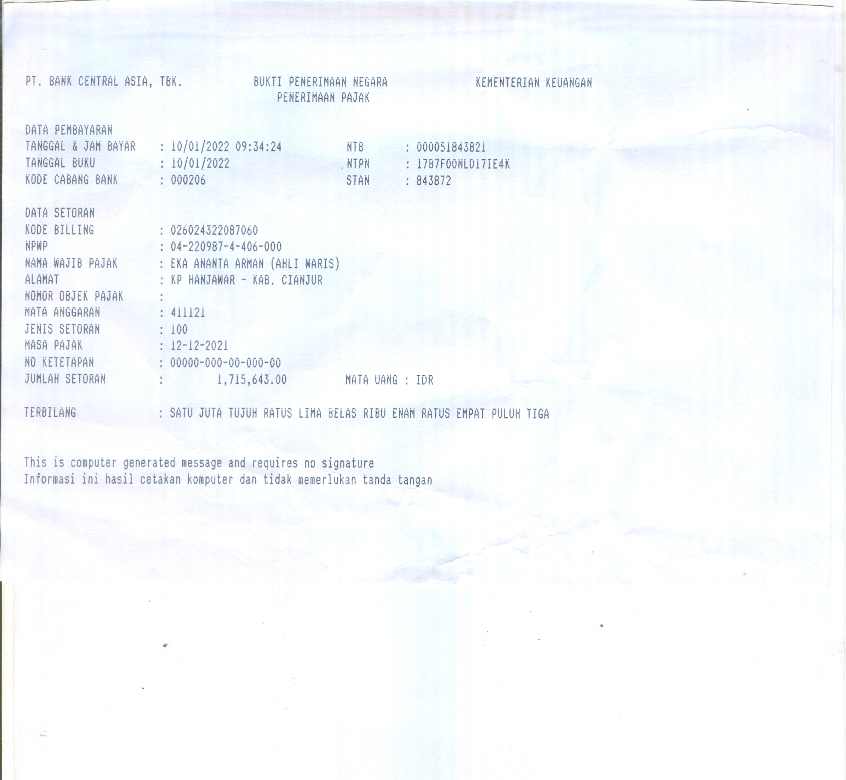 PT. BANK CENTRAL ASIA, TBK. BUKTI PENERIMAAN NEGARA KEMENTERIAN KEUANGAN
PENERIMAAN PAJAK
DATA PEMBAYARAN
TANGGAL & JAM BAYAR : 10/01/2022 09:34:24 NTB : 000051843821
TANGGAL BUKU : 10/01/2022 NTPN : 1787F00NLD17IE4K
KODE CABANG BANK : 000206 STAN : 843872
DATA SETORAN
KODE BILLING : 026024322087060
NPWP : 04-220987-4-406-000
NAMA WAJIB PAJAK : EKA ANANTA ARMAN (AHLI WARIS)
ALAMAT : KP HANJAWAR - KAB. CIANJUR
NOMOR OBJEK PAJAK :
MATA ANGGARAN : 411121
JENIS SETORAN : 100
MASA PAJAK : 12-12-2021
NO KETETAPAN : 00000-000-00-000-00
JUMLAH SETORAN : 1,715,643.00 MATA UANG : IDR
TERBILANG : SATU JUTA TUJUH RATUS LIMA BELAS RIBU ENAM RATUS EMPAT PULUH TIGA
This is computer generated message and requires no signature
Informasi ini hasil cetakan komputer dan tidak memerlukan tanda tangan